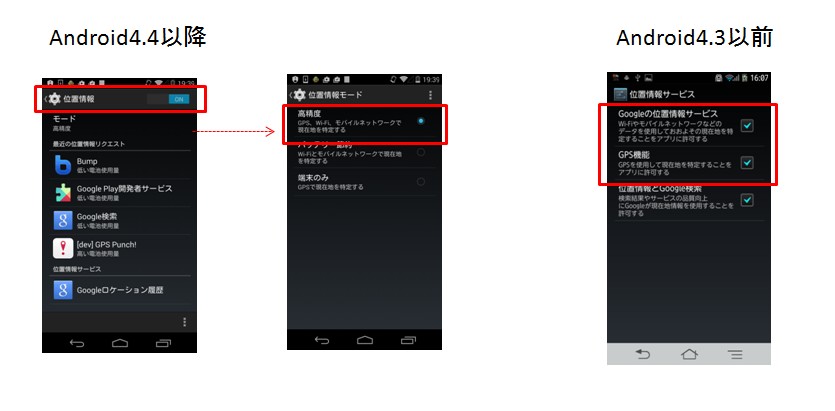 Android4.4以降
Android4.3以前
19:39
位置情報
ON
モード
高精度
最近の位置情報リクエスト
Bump
低い電池使用量
Google Play開発者サービス
低い電池使用量
Google検索
低い電池使用量
[dev] GPS Punch!
高い電池使用量
位置情報サービス
Googleロケーション履歴
19:39
位置情報モード
高精度
GPS、Wi-Fi、モバイルネットワークで
現在地を特定する
バッテリー節約
Wi-Fiとモバイルネットワークで現在地
を特定する
端末のみ
GPSで現在地を特定する
16:07
位置情報サービス
Googleの位置情報サービス
Wi-Fiやモバイルネットワークなどの
データを使用しておおよその現在地を特
定することをアプリに許可する
GPS機能
GPSを使用して現在地を特定することを
アプリに許可する
位置情報とGoogle検索
検索結果やサービスの品質向上
にGoogleが現在地情報を使用することを
許可する